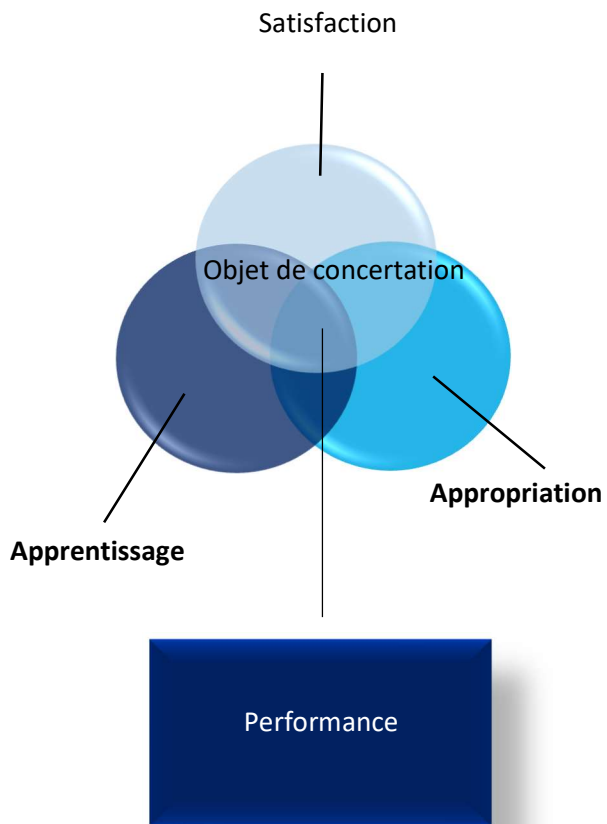 Satisfaction
Objet de concertation
Appropriation
Apprentissage
Performance